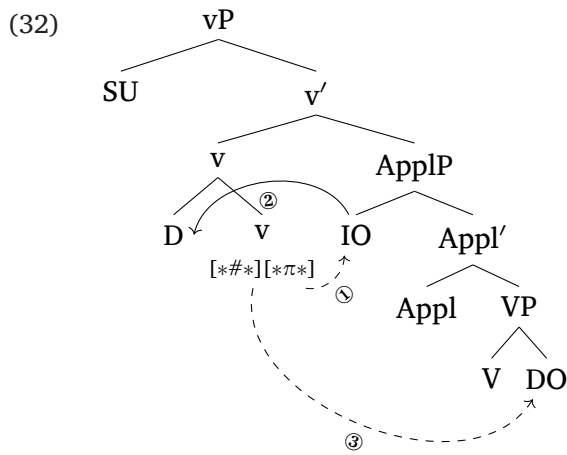 (32) vP
SU v′
v ApplP
②
D v IO Appl′
[∗#∗][∗π∗]
① Appl VP
V DO
③